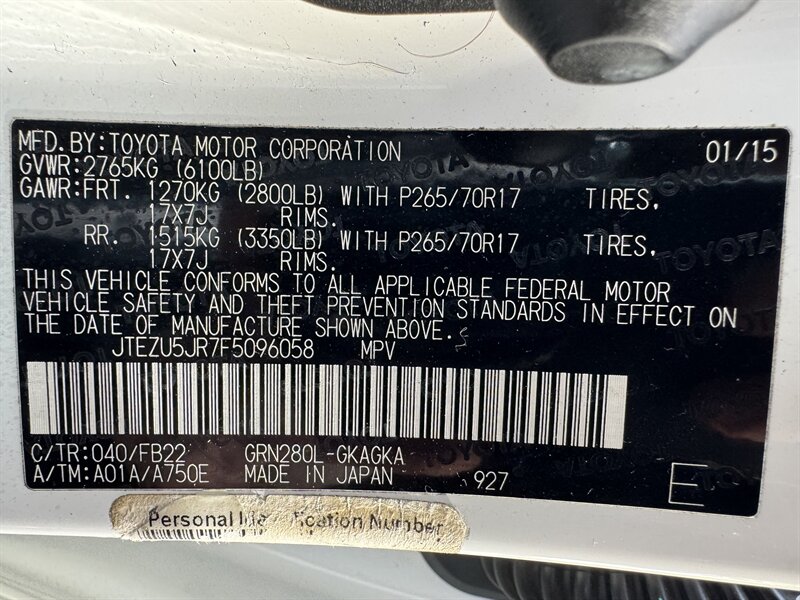 MFD. BY: TOYOTA MOTOR CORPORATION 01/15
GVWR: 2765KG (6100LB)
GAWR: FRT. 1270KG (2800LB) WITH P265/70R17 TIRES,
17X7J RIMS.
RR. 1515KG (3350LB) WITH P265/70R17 TIRES,
17X7J RIMS.
THIS VEHICLE CONFORMS TO ALL APPLICABLE FEDERAL MOTOR
VEHICLE SAFETY AND THEFT PREVENTION STANDARDS IN EFFECT ON
THE DATE OF MANUFACTURE SHOWN ABOVE.
JTEZU5JR7F5096058 MPV
C/TR: 040/FB22 GRN280L-GKAGKA
A/TM: A01A/A750E MADE IN JAPAN 927 E
Personal Number